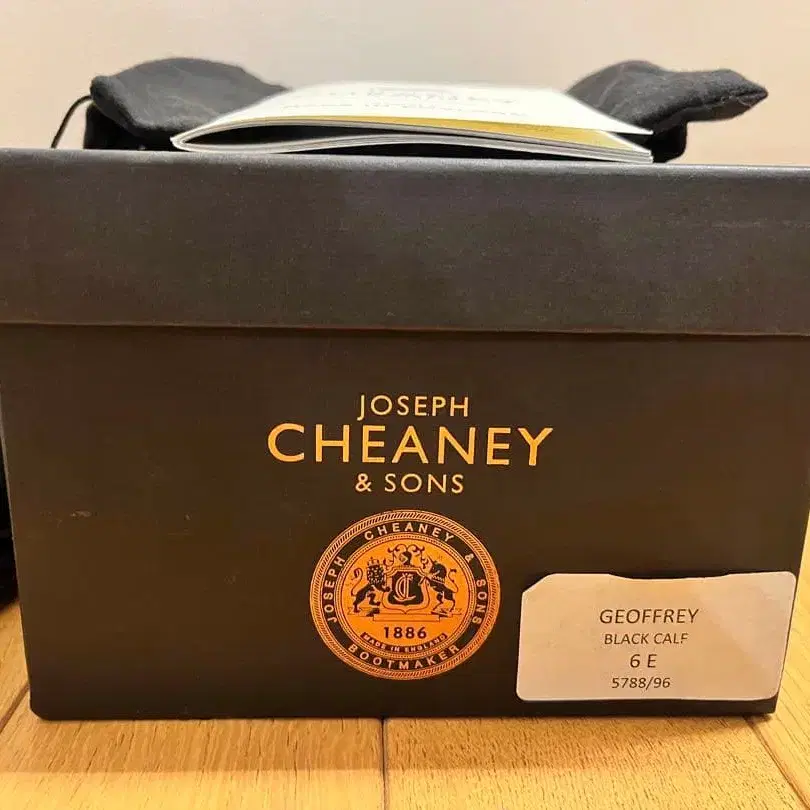 JOSEPH
CHEANEY
& SONS
JOSEPH CHEANEY & SONS
1886
MADE IN ENGLAND
BOOTMAKER
GEOFFREY
BLACK CALF
6 E
5788/96